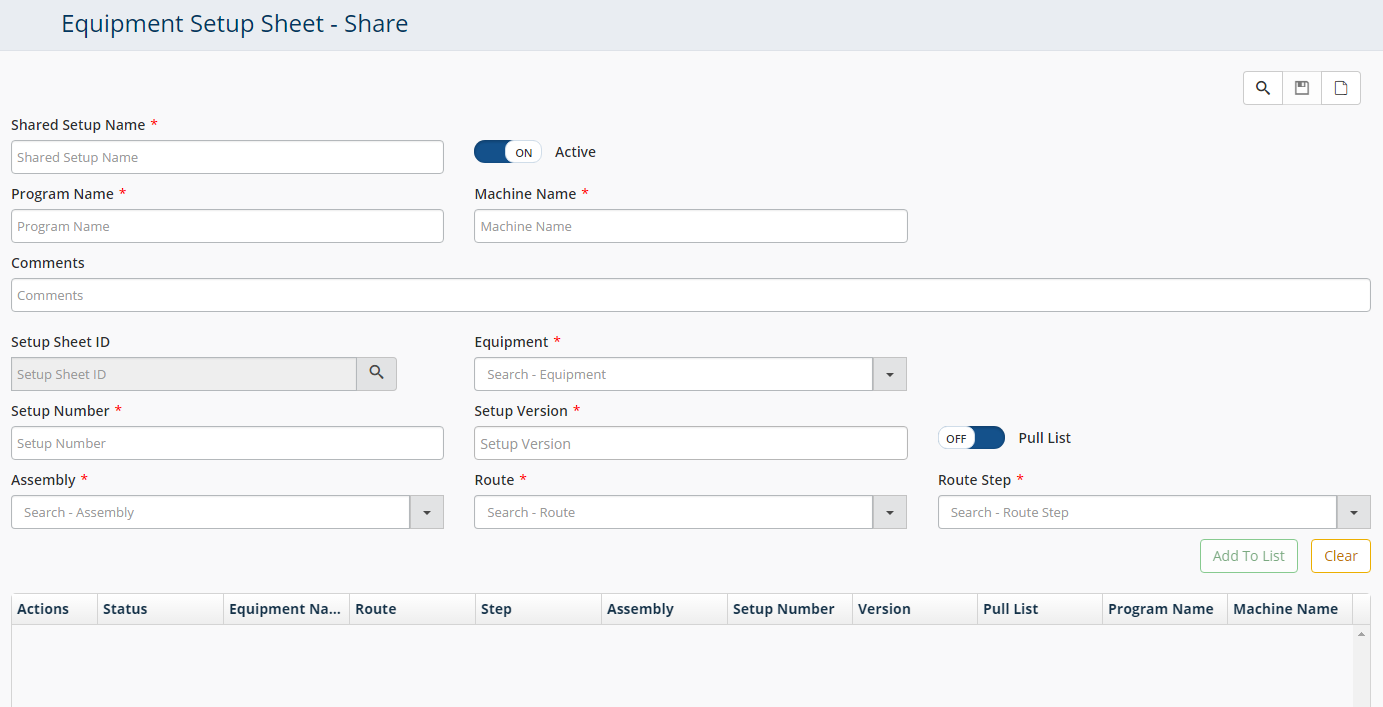 Equipment Setup Sheet - Share
Shared Setup Name *
Shared Setup Name
ON Active
Program Name * Machine Name *
Program Name Machine Name
Comments
Comments
Setup Sheet ID Equipment *
Setup Sheet ID Search - Equipment
Setup Number * Setup Version *
Setup Number Setup Version OFF Pull List
Assembly * Route * Route Step *
Search - Assembly Search - Route Search - Route Step
Add To List Clear
Actions Status Equipment Na... Route Step Assembly Setup Number Version Pull List Program Name Machine Name